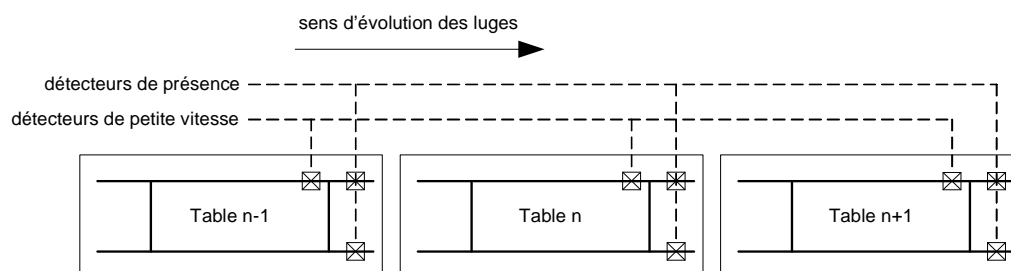 sens d'évolution des luges
détecteurs de présence
détecteurs de petite vitesse
Table n-1
Table n
Table n+1